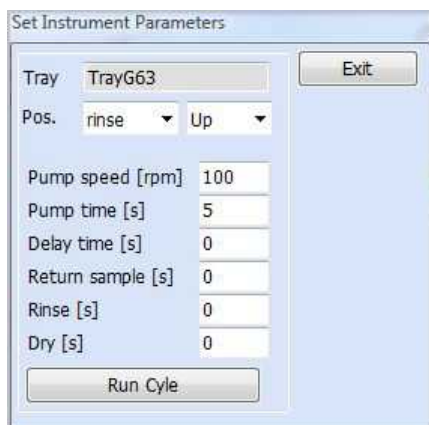 Set Instrument Parameters
Tray TrayG63 Exit
Pos. rinse Up
Pump speed [rpm] 100
Pump time [s] 5
Delay time [s] 0
Return sample [s] 0
Rinse [s] 0
Dry [s] 0
Run Cyle